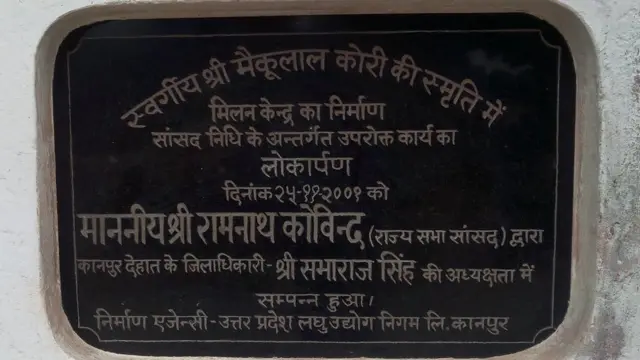 स्वर्गीय श्री मैकूलाल कोरी की स्मृति में
मिलन केन्द्र का निर्माण
सांसद निधि के अन्तर्गत उपरोक्त कार्य का
लोकार्पण
दिनांक २५-११-२००९ को
माननीय श्री रामनाथ कोविन्द (राज्य सभा सांसद) द्वारा
कानपुर देहात के जिलाधिकारी- श्री सभाराज सिंह की अध्यक्षता में
सम्पन्न हुआ।
निर्माण एजेन्सी-उत्तर प्रदेश लघु उद्योग निगम लि. कानपुर